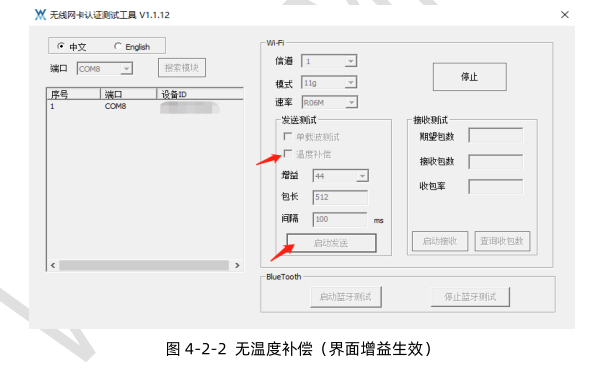 无线网卡认证测试工具 V1.1.12
中文 English
端口 COM8 搜索模块
序号 端口 设备ID
1 COM8
Wi-Fi
信道 1
模式 11g
速率 R06M
停止
发送测试
单载波测试
温度补偿
增益 44
包长 512
间隔 100 ms
启动发送
接收测试
期望包数
接收包数
收包率
启动接收 查询收包数
BlueTooth
启动蓝牙测试 停止蓝牙测试
图 4-2-2 无温度补偿（界面增益生效）